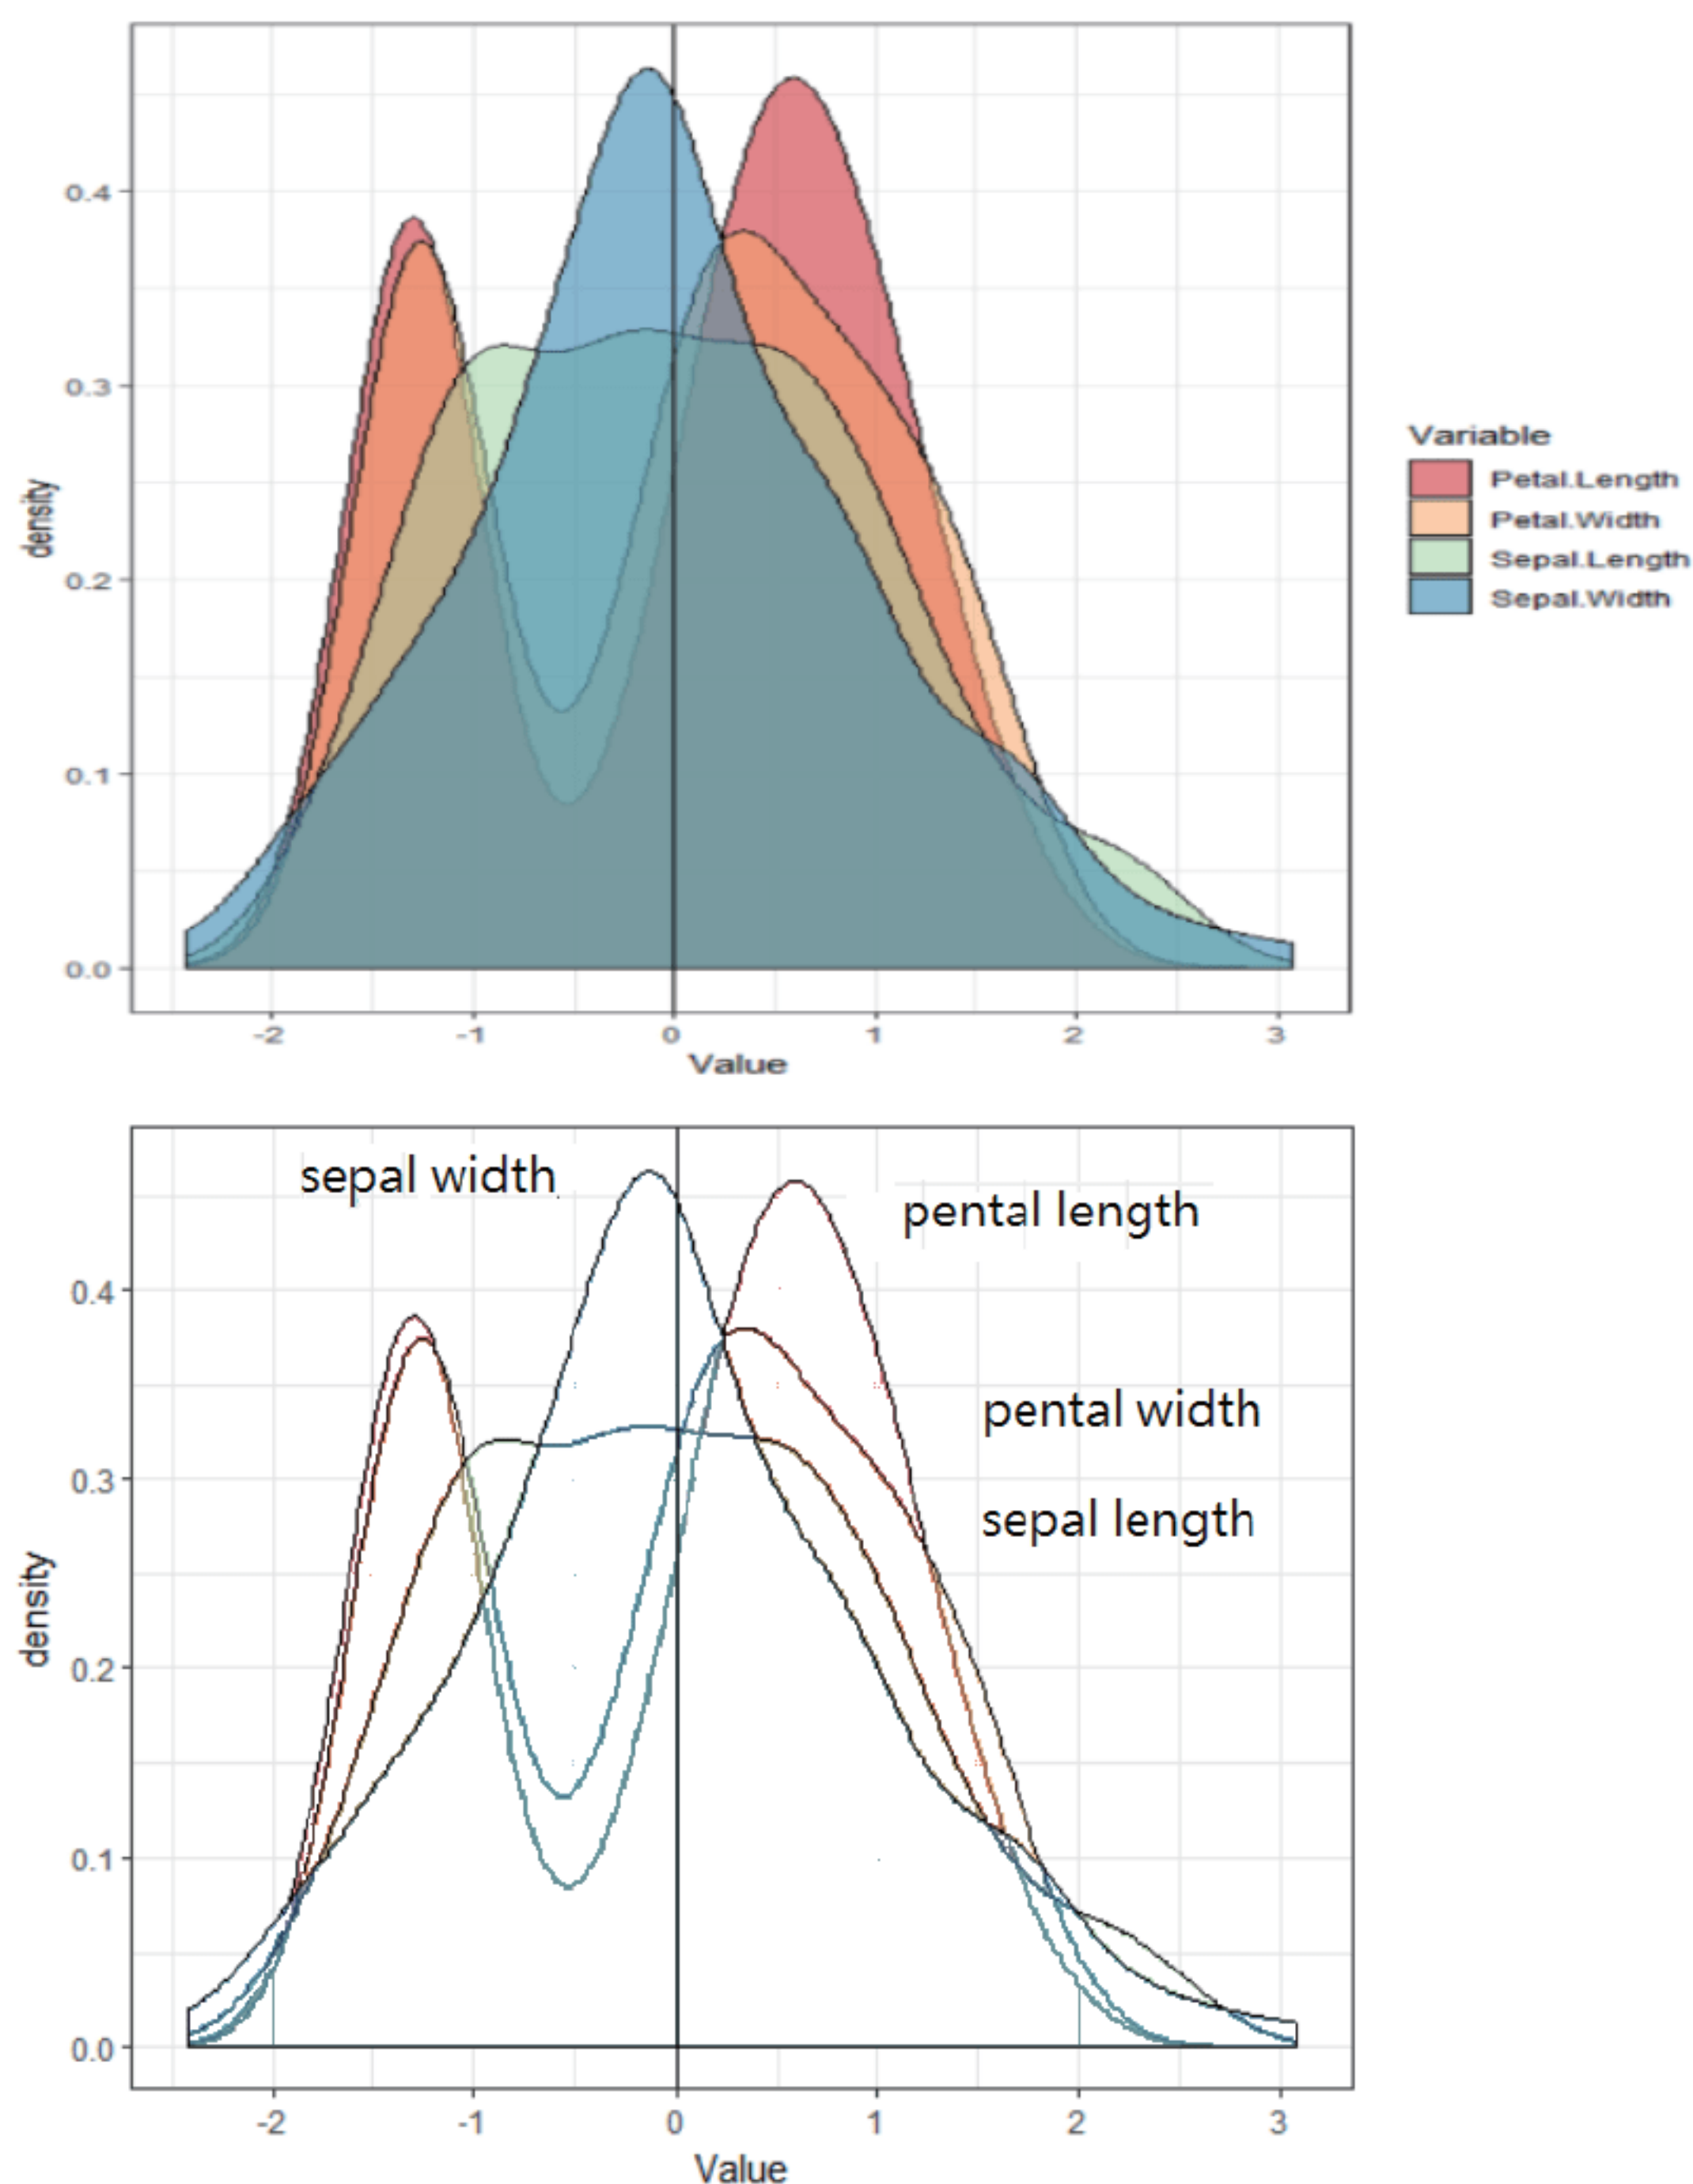 0.4
0.3
0.2
0.1
0.0
density
-2 -1 0 1 2 3
Value
Variable
Petal.Length
Petal.Width
Sepal.Length
Sepal.Width
sepal width
pental length
pental width
sepal length
0.4
0.3
0.2
0.1
0.0
density
-2 -1 0 1 2 3
Value